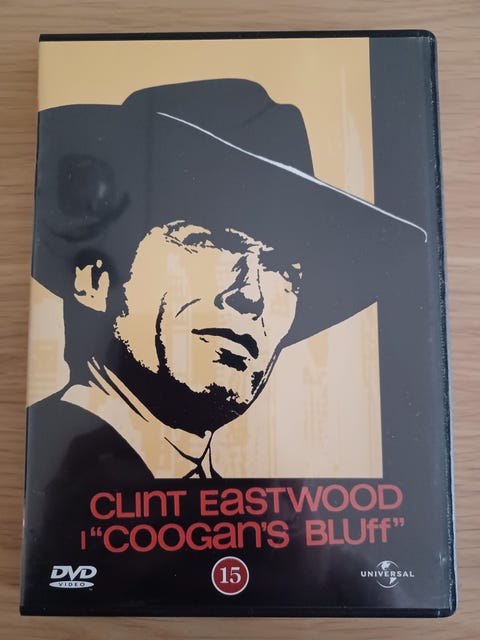 CLINT EASTWOOD
I "COOGAN'S BLUFF"
DVD
VIDEO
15
UNIVERSAL